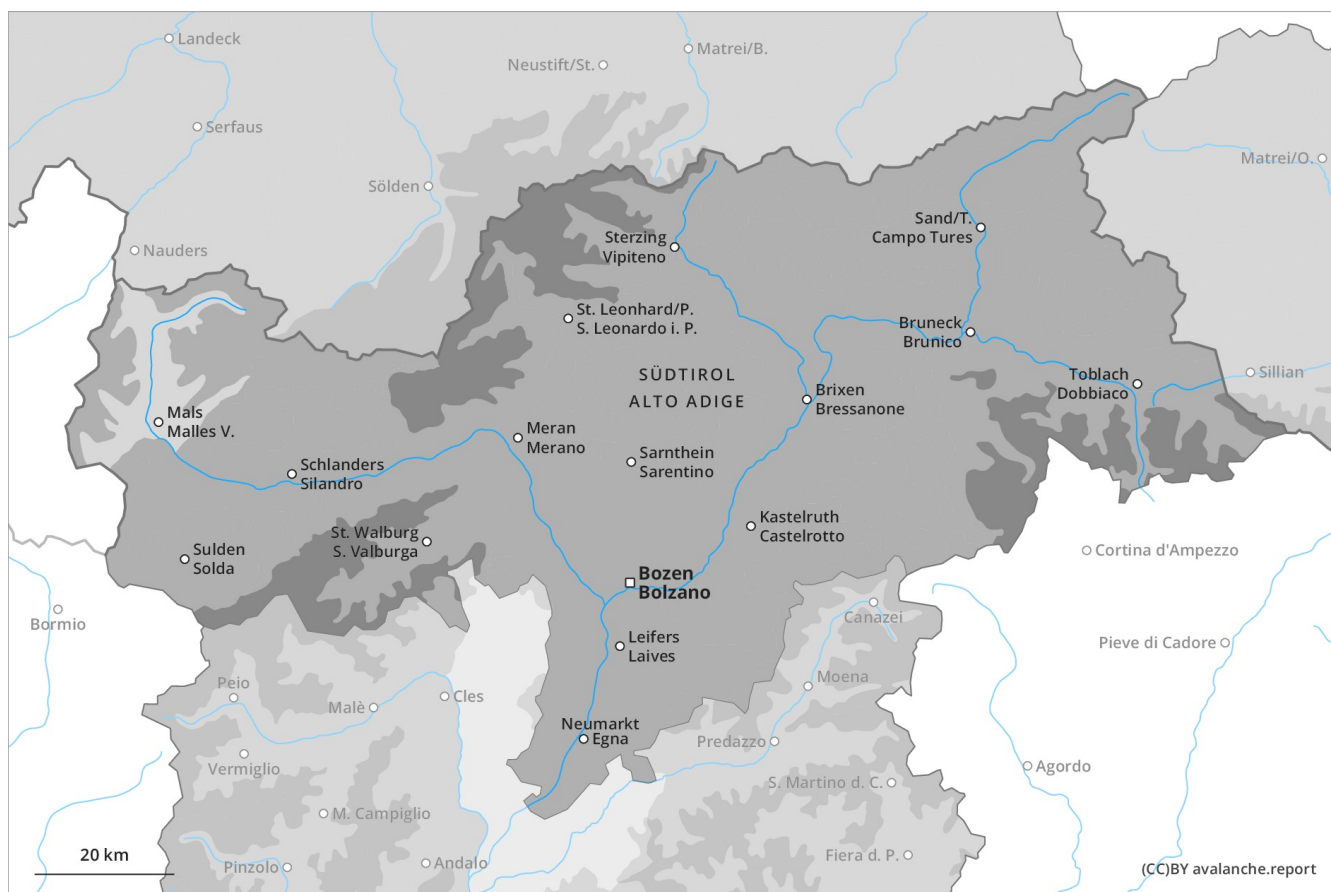 Landeck
Matrei/B.
Neustift/St.
Serfaus
Matrei/O.
Sölden
Sand/T.
Campo Tures
Sterzing
Vipiteno
Nauders
St. Leonhard/P.
S. Leonardo i. P.
Bruneck
Brunico
SÜDTIROL
ALTO ADIGE
Toblach
Dobbiaco
Sillian
Brixen
Bressanone
Mals
Malles V.
Meran
Merano
Sarnthein
Sarentino
Schlanders
Silandro
Kastelruth
Castelrotto
St. Walburg
S. Valburga
Sulden
Solda
Cortina d'Ampezzo
Bozen
Bolzano
Bormio
Canazei
Leifers
Laives
Pieve di Cadore
Moena
Peio
Cles
Malè
Neumarkt
Egna
Predazzo
Vermiglio
Agordo
S. Martino d. C.
M. Campiglio
20 km
Pinzolo
Andalo
Fiera d. P.
(CC)BY avalanche.report